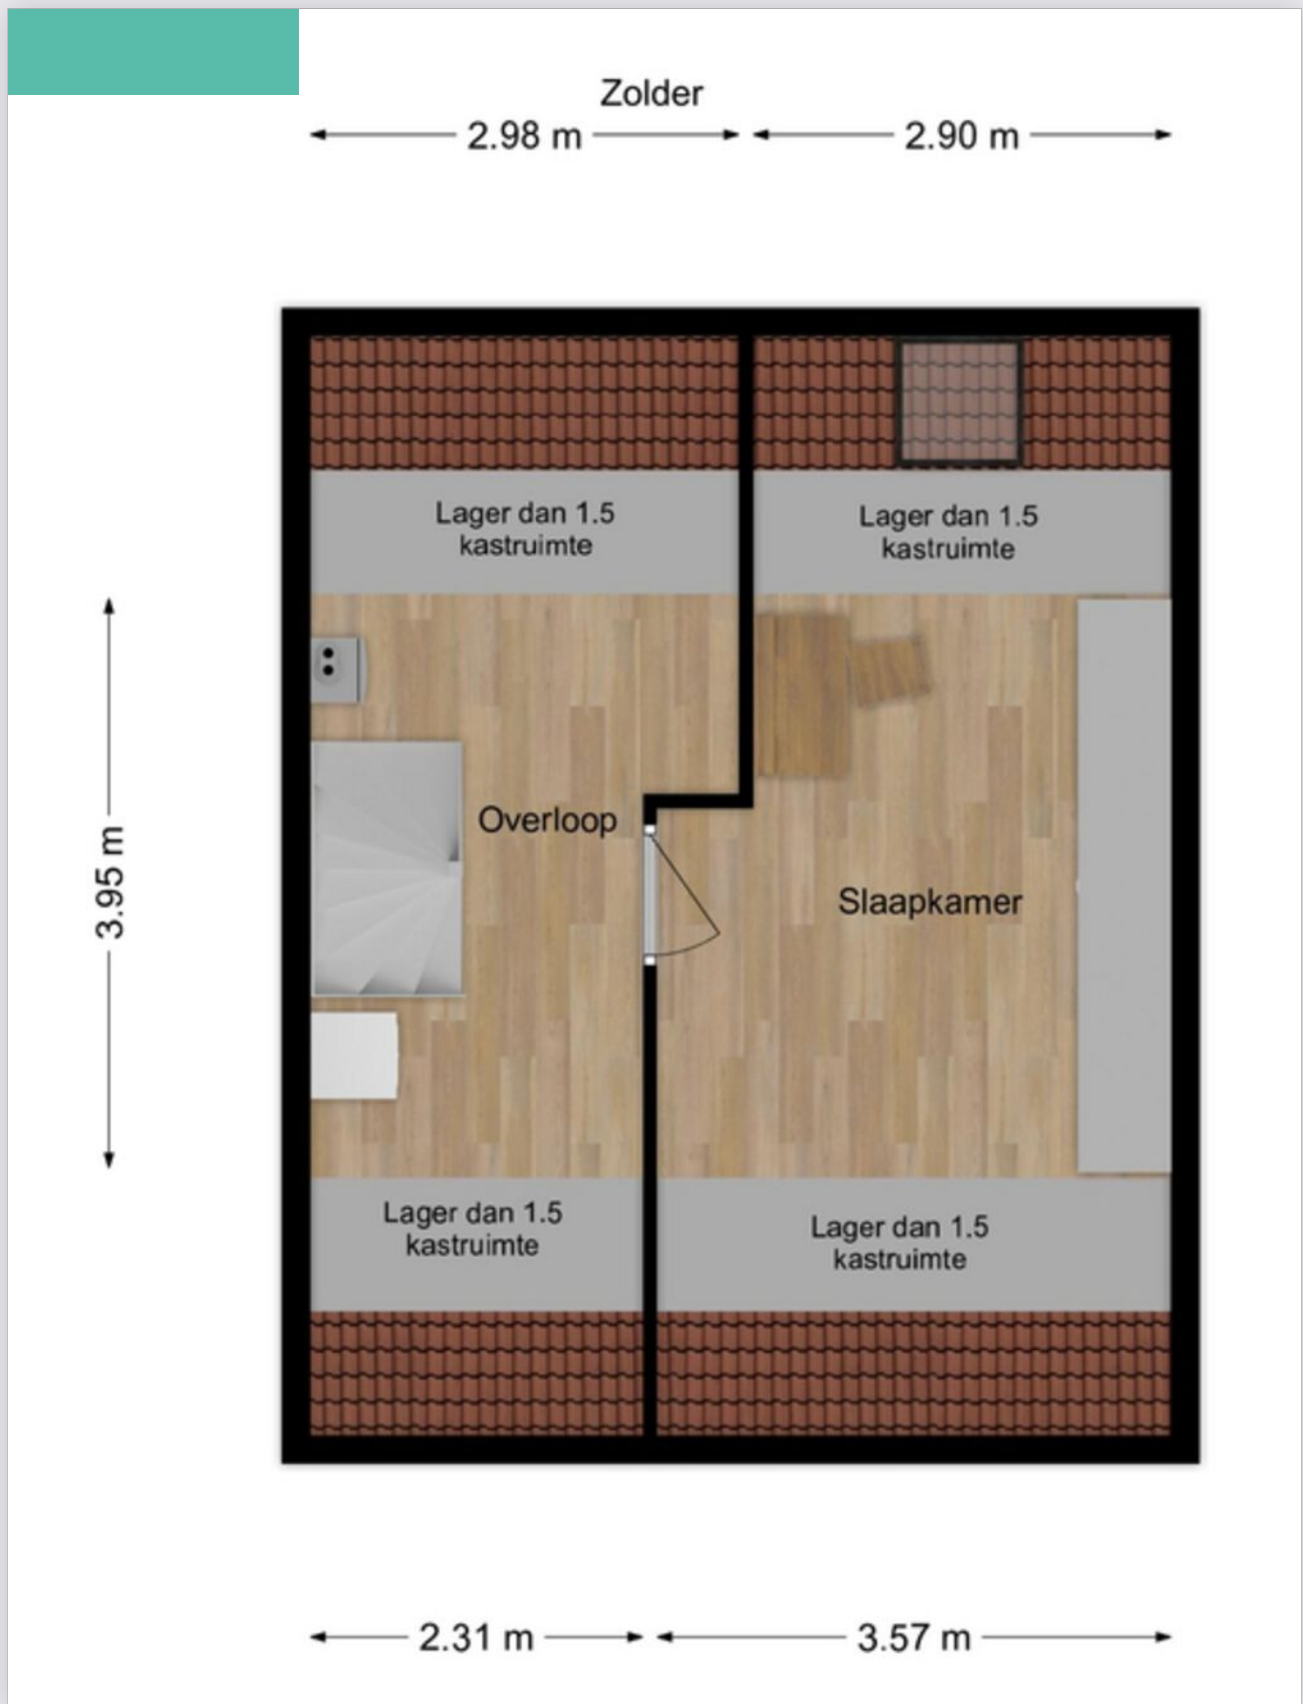 Zolder
2.98 m
2.90 m
Lager dan 1.5
kastruimte
Lager dan 1.5
kastruimte
3.95 m
Overloop
Slaapkamer
Lager dan 1.5
kastruimte
Lager dan 1.5
kastruimte
2.31 m
3.57 m